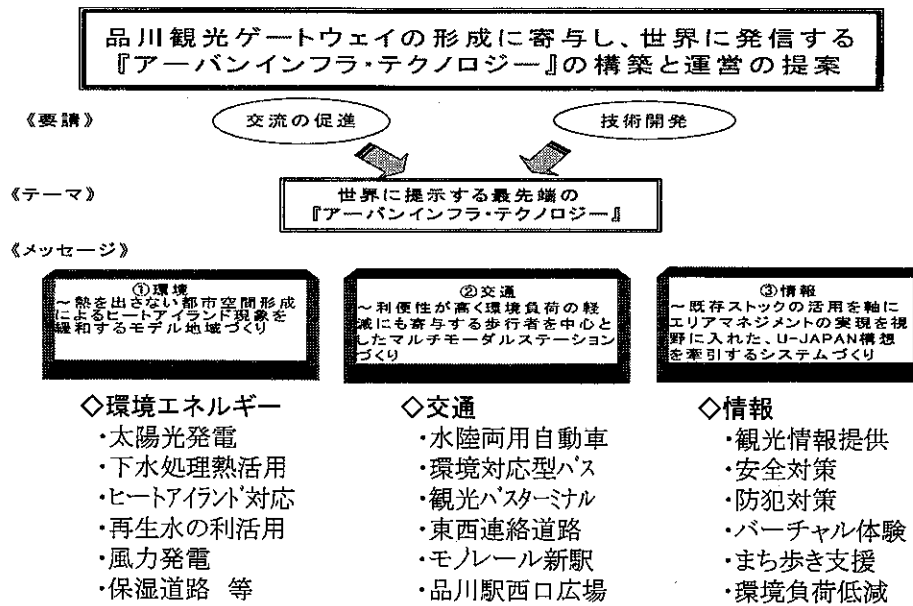 品川観光ゲートウェイの形成に寄与し、世界に発信する
『アーバンインフラ・テクノロジー』の構築と運営の提案
《要請》
交流の促進
技術開発
《テーマ》
世界に提示する最先端の
『アーバンインフラ・テクノロジー』
《メッセージ》
①環境
～熱を出さない都市空間形成
によるヒートアイランド現象を
緩和するモデル地域づくり
②交通
～利便性が高く環境負荷の軽
減にも寄与する歩行者を中心と
したマルチモーダルステーション
づくり
③情報
～既存ストックの活用を軸に
エリアマネジメントの実現を視
野に入れた、U-JAPAN構想
を牽引するシステムづくり
◇環境エネルギー
・太陽光発電
・下水処理熱活用
・ヒートアイランド対応
・再生水の利活用
・風力発電
・保湿道路 等
◇交通
・水陸両用自動車
・環境対応型バス
・観光バスターミナル
・東西連絡道路
・モノレール新駅
・品川駅西口広場
◇情報
・観光情報提供
・安全対策
・防犯対策
・バーチャル体験
・まち歩き支援
・環境負荷低減